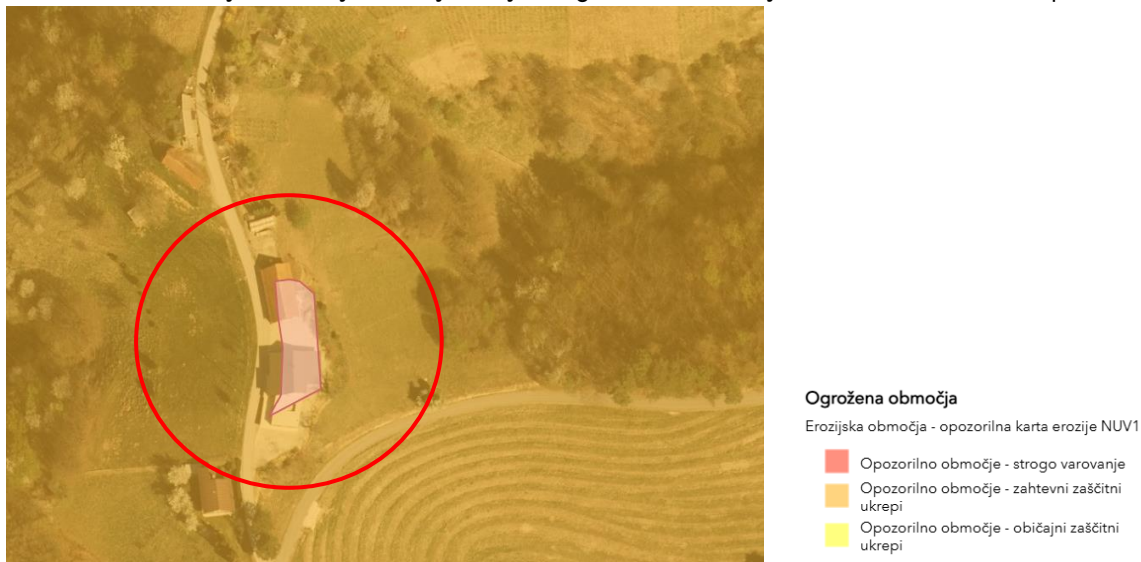 Ogrožena območja
Erozijska območja - opozorilna karta erozije NUV1
Opozorilno območje - strogo varovanje
Opozorilno območje - zahtevni zaščitni
ukrepi
Opozorilno območje - običajni zaščitni
ukrepi